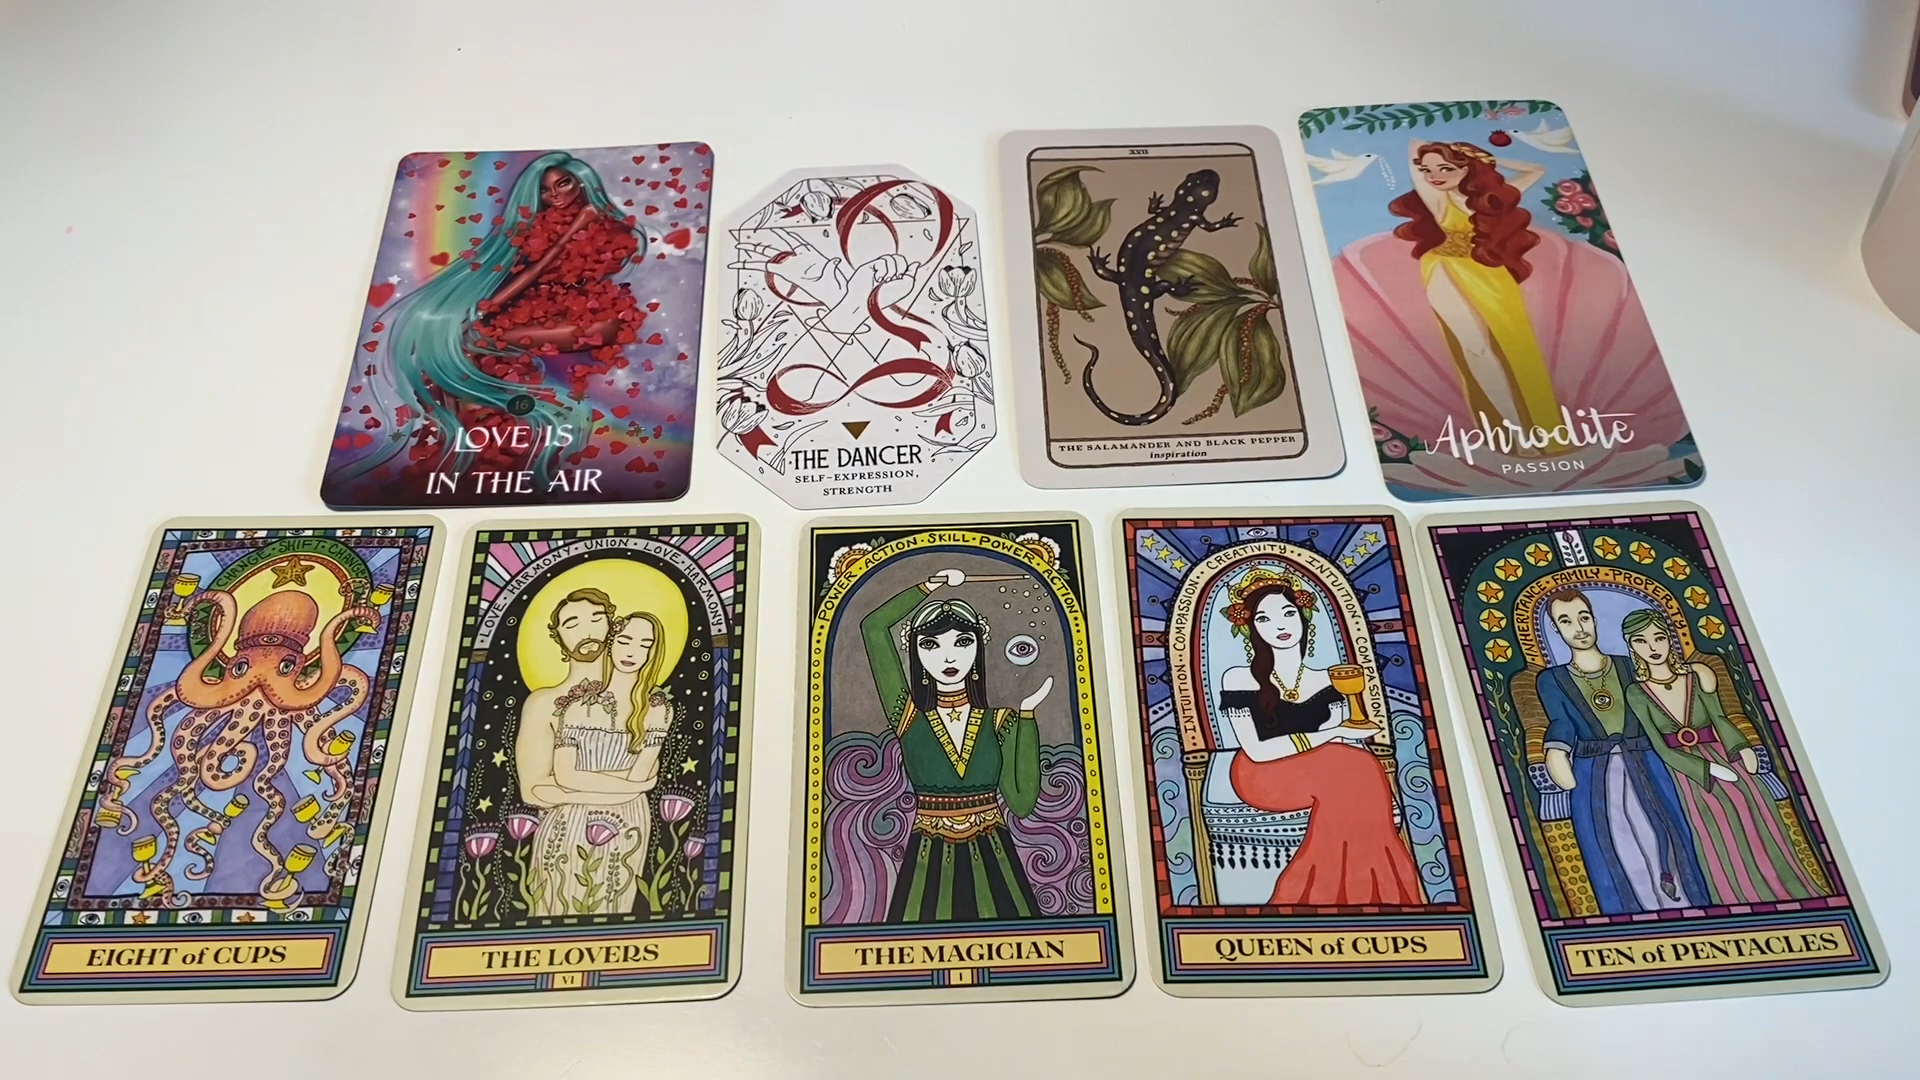 16
LOVE IS
IN THE AIR
THE DANCER
SELF-EXPRESSION,
STRENGTH
XVII
THE SALAMANDER AND BLACK PEPPER
inspiration
Aphrodite
PASSION
CHANGE · SHIFT · CHANGE
EIGHT of CUPS
· LOVE · HARMONY · UNION · LOVE · HARMONY ·
THE LOVERS
VI
POWER · ACTION · SKILL · POWER · ACTION
THE MAGICIAN
I
INTUITION · COMPASSION · CREATIVITY · INTUITION · COMPASSION
QUEEN of CUPS
INHERITANCE · FAMILY · PROPERTY
TEN of PENTACLES